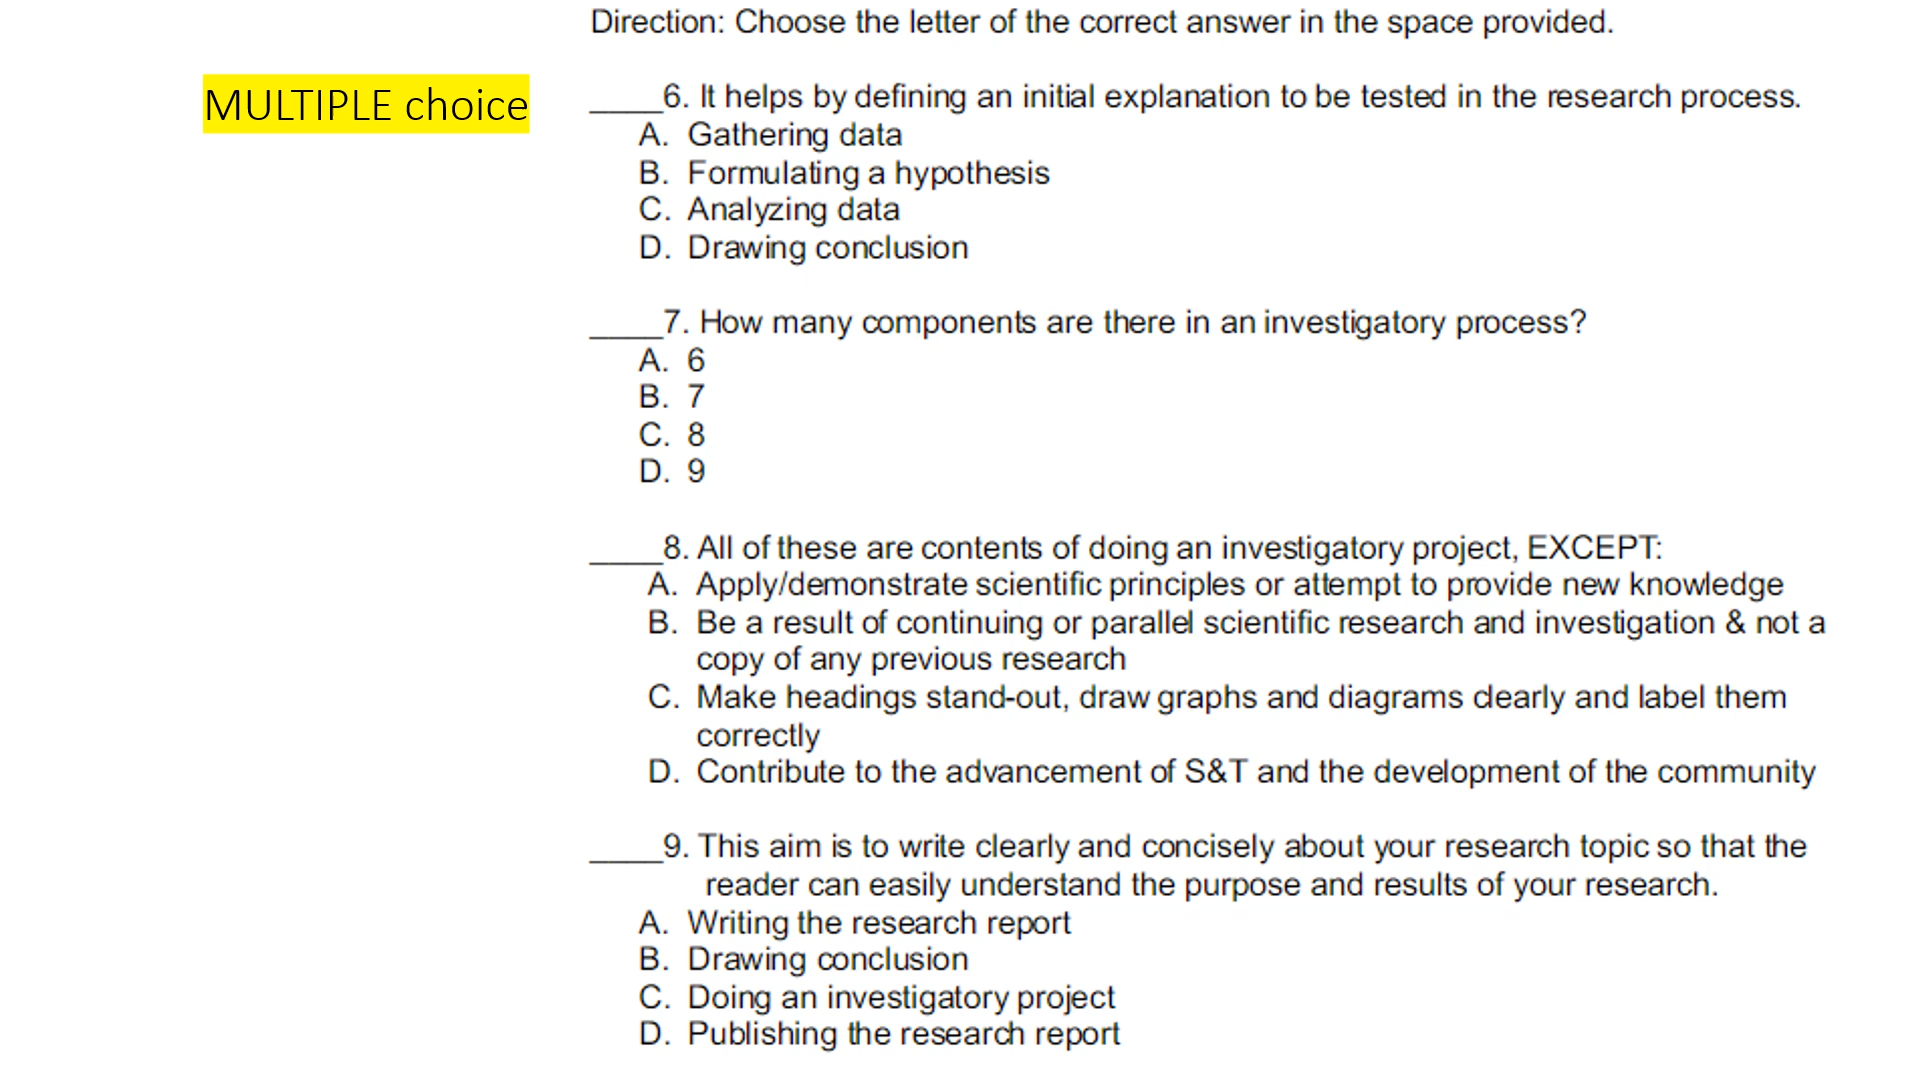 Direction: Choose the letter of the correct answer in the space provided.
MULTIPLE choice
____6. It helps by defining an initial explanation to be tested in the research process.
A. Gathering data
B. Formulating a hypothesis
C. Analyzing data
D. Drawing conclusion
____7. How many components are there in an investigatory process?
A. 6
B. 7
C. 8
D. 9
____8. All of these are contents of doing an investigatory project, EXCEPT:
A. Apply/demonstrate scientific principles or attempt to provide new knowledge
B. Be a result of continuing or parallel scientific research and investigation & not a
copy of any previous research
C. Make headings stand-out, draw graphs and diagrams clearly and label them
correctly
D. Contribute to the advancement of S&T and the development of the community
____9. This aim is to write clearly and concisely about your research topic so that the
reader can easily understand the purpose and results of your research.
A. Writing the research report
B. Drawing conclusion
C. Doing an investigatory project
D. Publishing the research report